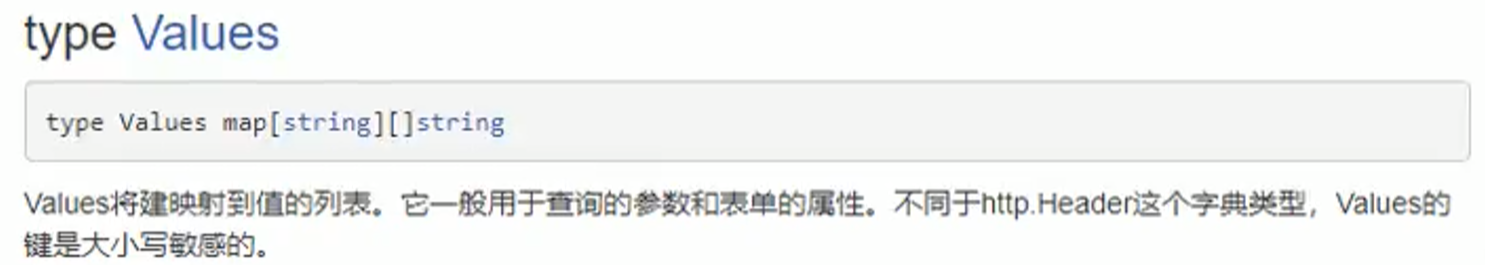 type Values
type Values map[string][]string
Values将建映射到值的列表。它一般用于查询的参数和表单的属性。不同于http.Header这个字典类型，Values的
键是大小写敏感的。